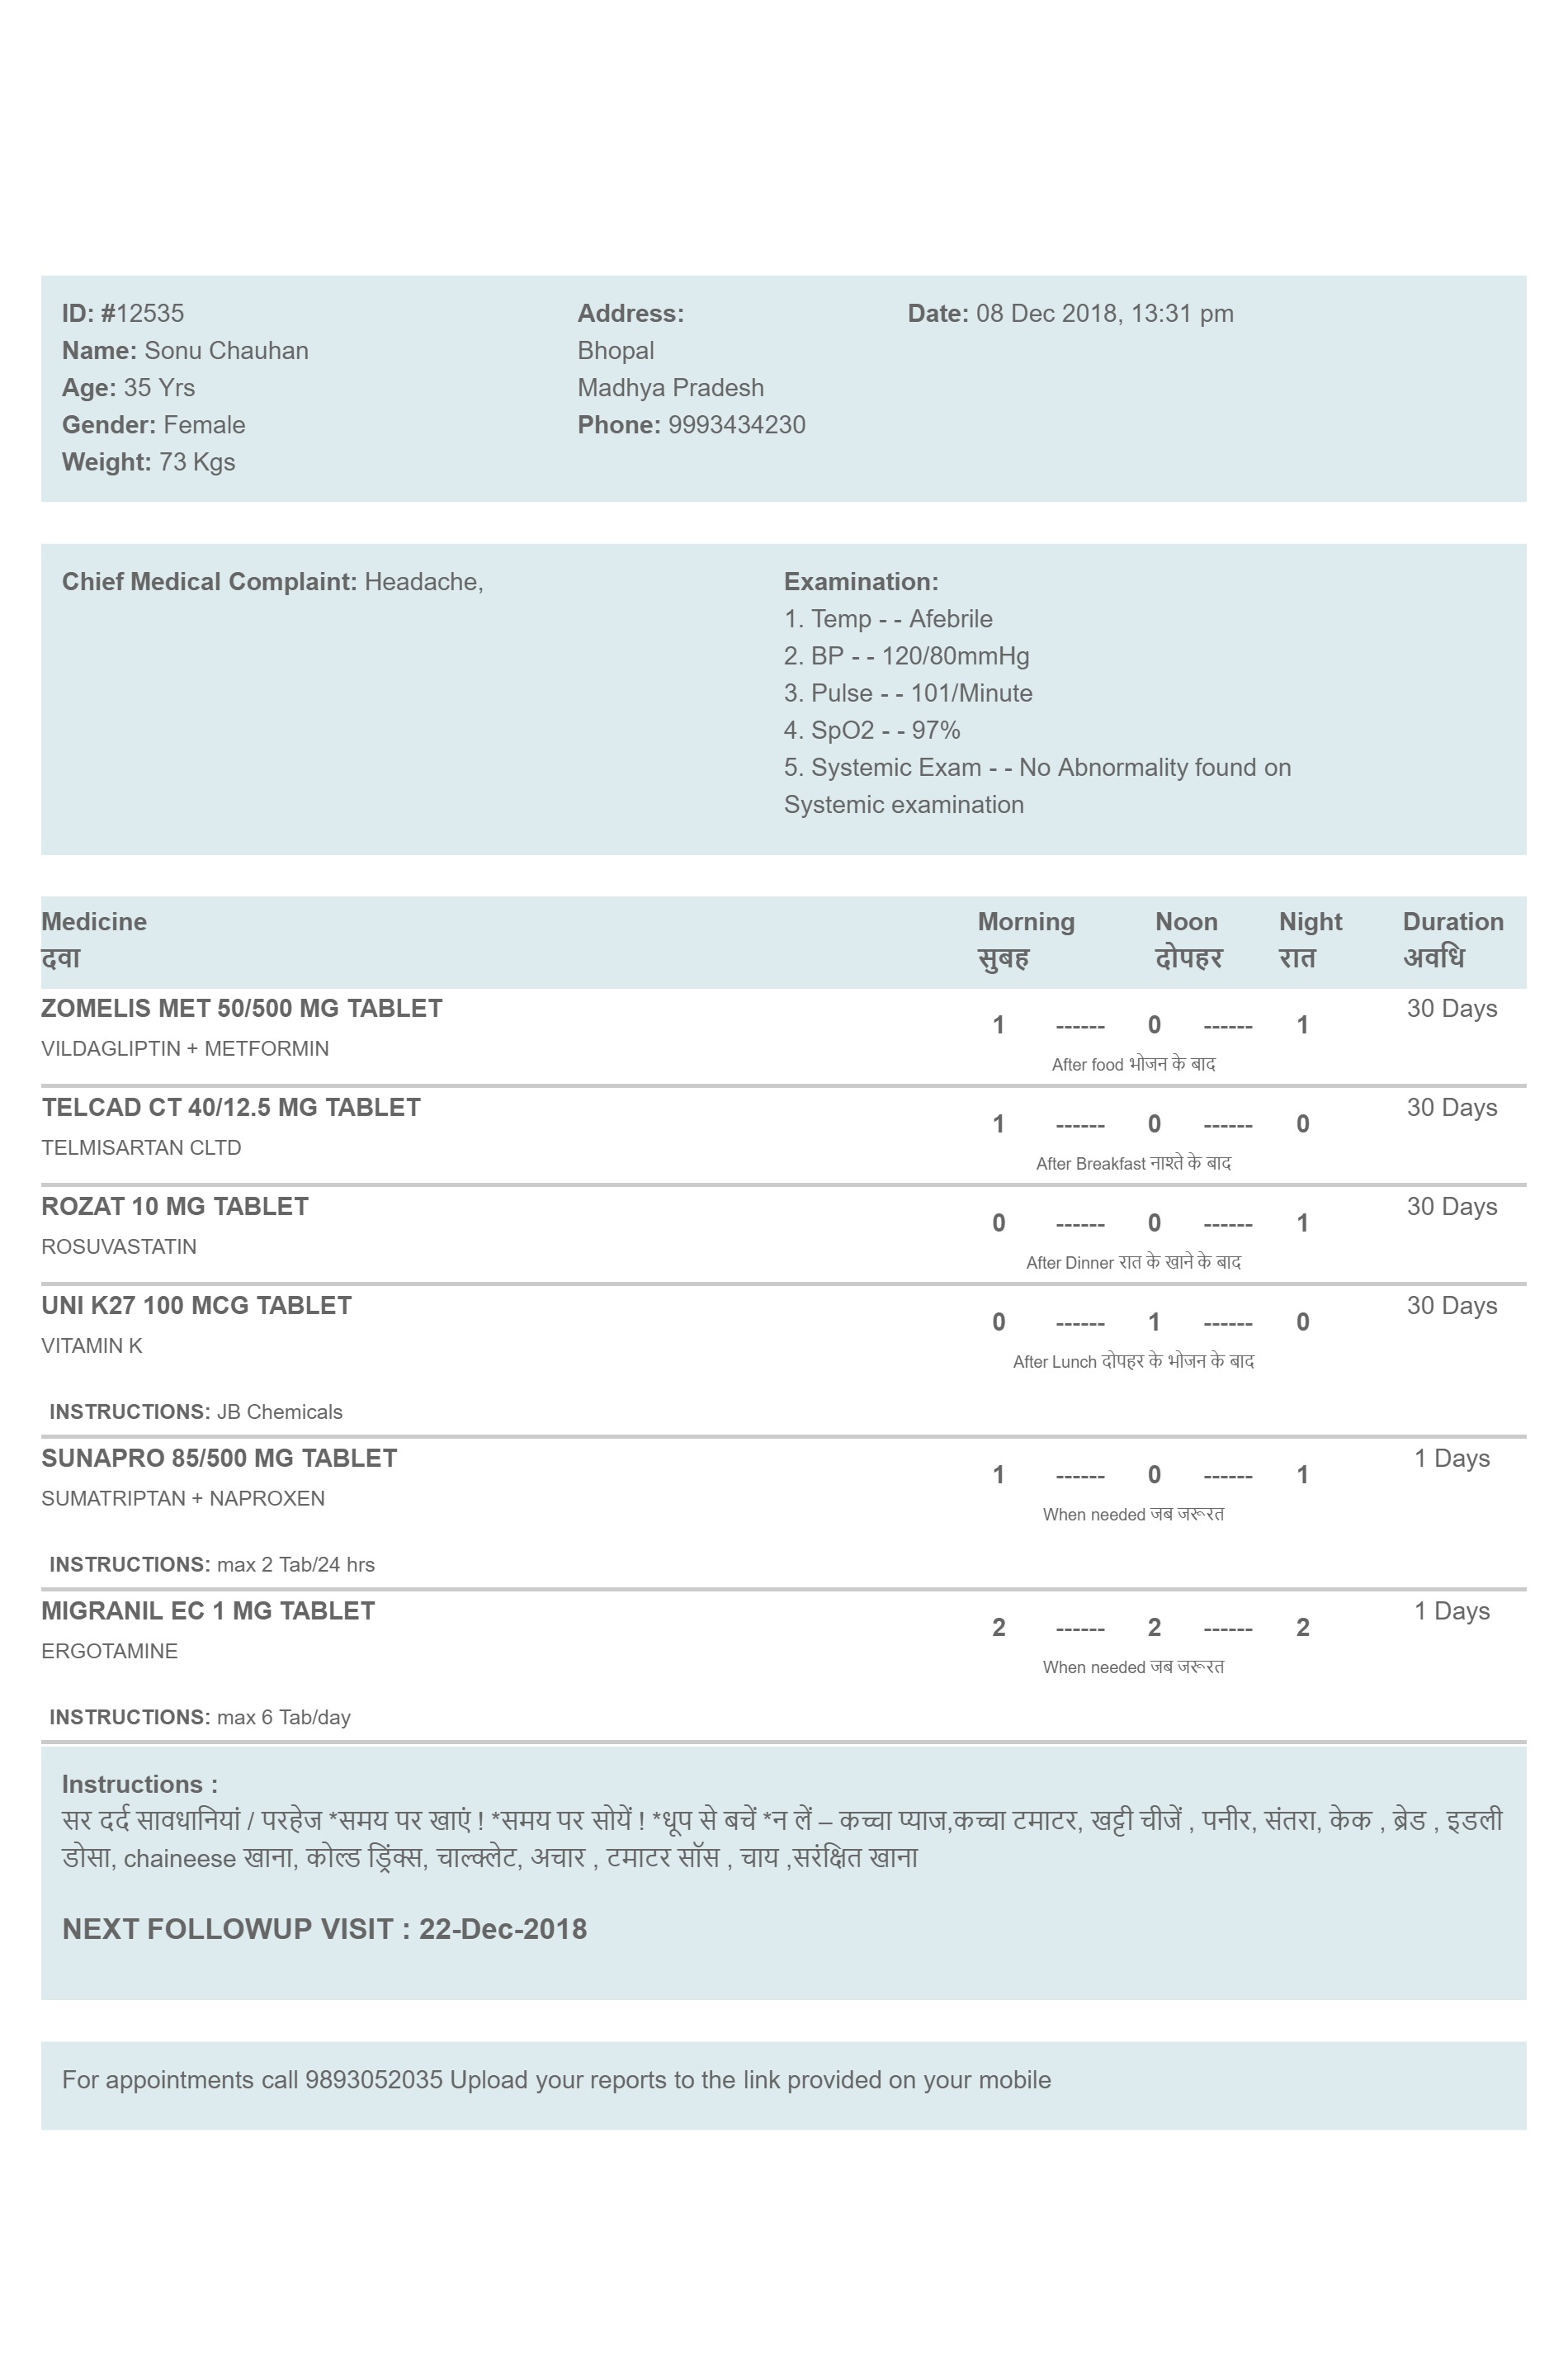 ID: #12535
Name: Sonu Chauhan
Age: 35 Yrs
Gender: Female
Weight: 73 Kgs
Address:
Bhopal
Madhya Pradesh
Phone: 9993434230
Date: 08 Dec 2018, 13:31 pm
Chief Medical Complaint: Headache,
Examination:
1. Temp - - Afebrile
2. BP - - 120/80mmHg
3. Pulse - - 101/Minute
4. SpO2 - - 97%
5. Systemic Exam - - No Abnormality found on
Systemic examination
Medicine Morning Noon Night Duration
दवा सुबह दोपहर रात अवधि
ZOMELIS MET 50/500 MG TABLET 30 Days
1 ------ 0 ------ 1
VILDAGLIPTIN + METFORMIN
After food भोजन के बाद
TELCAD CT 40/12.5 MG TABLET 30 Days
1 ------ 0 ------ 0
TELMISARTAN CLTD
After Breakfast नाश्ते के बाद
ROZAT 10 MG TABLET 30 Days
0 ------ 0 ------ 1
ROSUVASTATIN
After Dinner रात के खाने के बाद
UNI K27 100 MCG TABLET 30 Days
0 ------ 1 ------ 0
VITAMIN K
After Lunch दोपहर के भोजन के बाद
INSTRUCTIONS: JB Chemicals
SUNAPRO 85/500 MG TABLET 1 Days
1 ------ 0 ------ 1
SUMATRIPTAN + NAPROXEN
When needed जब जरूरत
INSTRUCTIONS: max 2 Tab/24 hrs
MIGRANIL EC 1 MG TABLET 1 Days
2 ------ 2 ------ 2
ERGOTAMINE
When needed जब जरूरत
INSTRUCTIONS: max 6 Tab/day
Instructions :
सर दर्द सावधानियां / परहेज *समय पर खाएं ! *समय पर सोयें ! *धूप से बचें *न लें – कच्चा प्याज,कच्चा टमाटर, खट्टी चीजें , पनीर, संतरा, केक , ब्रेड , इडली
डोसा, chaineese खाना, कोल्ड ड्रिंक्स, चाल्क्लेट, अचार , टमाटर सॉस , चाय ,सरंक्षित खाना
NEXT FOLLOWUP VISIT : 22-Dec-2018
For appointments call 9893052035 Upload your reports to the link provided on your mobile